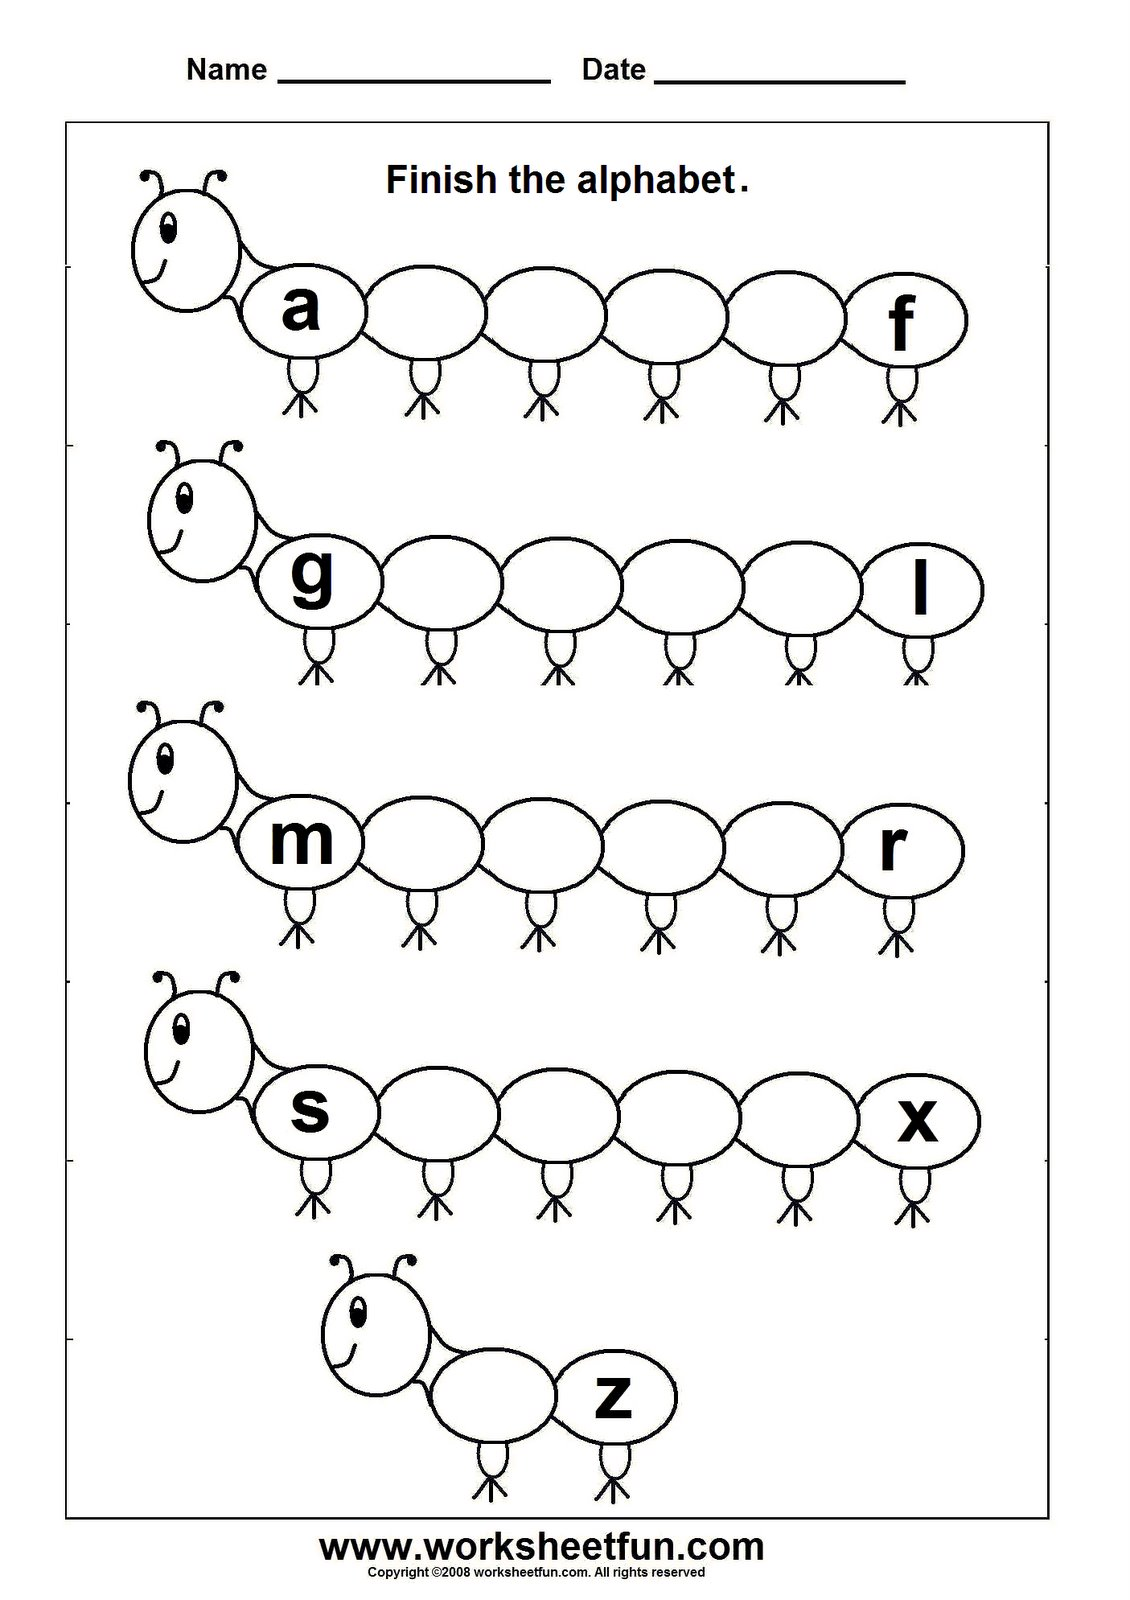 Name Date
Finish the alphabet.
a f
g l
m r
s x
z
www.worksheetfun.com
Copyright ©2008 worksheetfun.com. All rights reserved